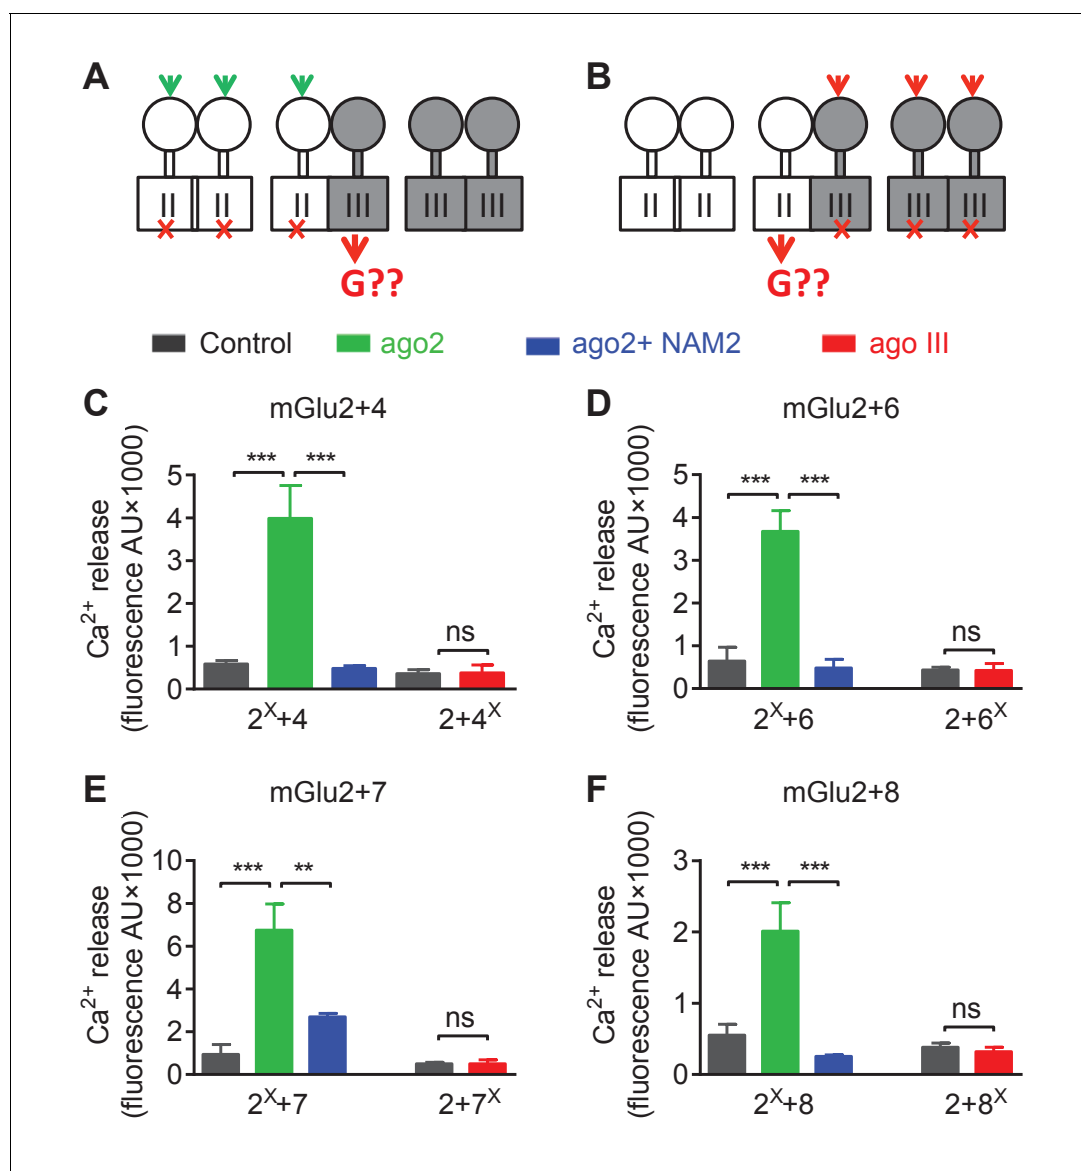 A
B
II II II III III III
II II II III III III
G??
G??
Control ago2 ago2+ NAM2 ago III
C
mGlu2+4
Ca²⁺ release
(fluorescence AU×1000)
*** ***
ns
5
4
3
2
1
0
2ˣ+4 2+4ˣ
D
mGlu2+6
Ca²⁺ release
(fluorescence AU×1000)
*** ***
ns
5
4
3
2
1
0
2ˣ+6 2+6ˣ
E
mGlu2+7
Ca²⁺ release
(fluorescence AU×1000)
*** **
ns
10
8
6
4
2
0
2ˣ+7 2+7ˣ
F
mGlu2+8
Ca²⁺ release
(fluorescence AU×1000)
*** ***
ns
3
2
1
0
2ˣ+8 2+8ˣ